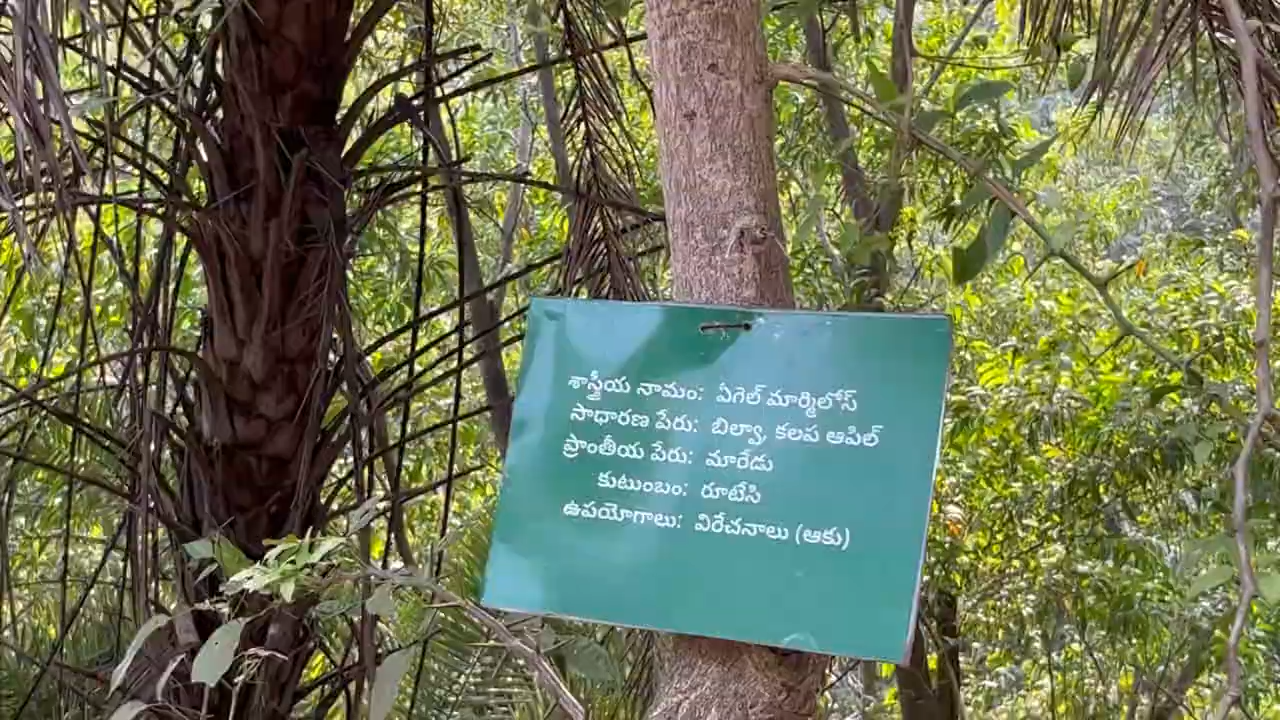 శాస్త్రీయ నామం: ఏగెల్ మార్మిలోస్
సాధారణ పేరు: బిల్వా, కలప ఆపిల్
ప్రాంతీయ పేరు: మారేడు
కుటుంబం: రూటేసి
ఉపయోగాలు: విరేచనాలు (ఆకు)